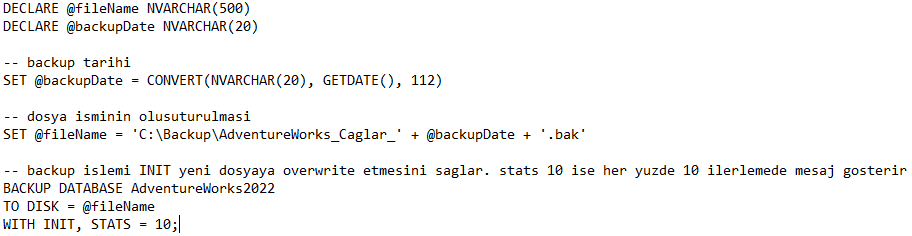 DECLARE @fileName NVARCHAR(500)
DECLARE @backupDate NVARCHAR(20)
-- backup tarihi
SET @backupDate = CONVERT(NVARCHAR(20), GETDATE(), 112)
-- dosya isminin olusuturulmasi
SET @fileName = 'C:\Backup\AdventureWorks_Caglar_' + @backupDate + '.bak'
-- backup islemi INIT yeni dosyaya overwrite etmesini saglar. stats 10 ise her yuzde 10 ilerlemede mesaj gosterir
BACKUP DATABASE AdventureWorks2022
TO DISK = @fileName
WITH INIT, STATS = 10;